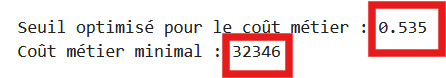 Seuil optimisé pour le coût métier : 0.535
Coût métier minimal : 32346